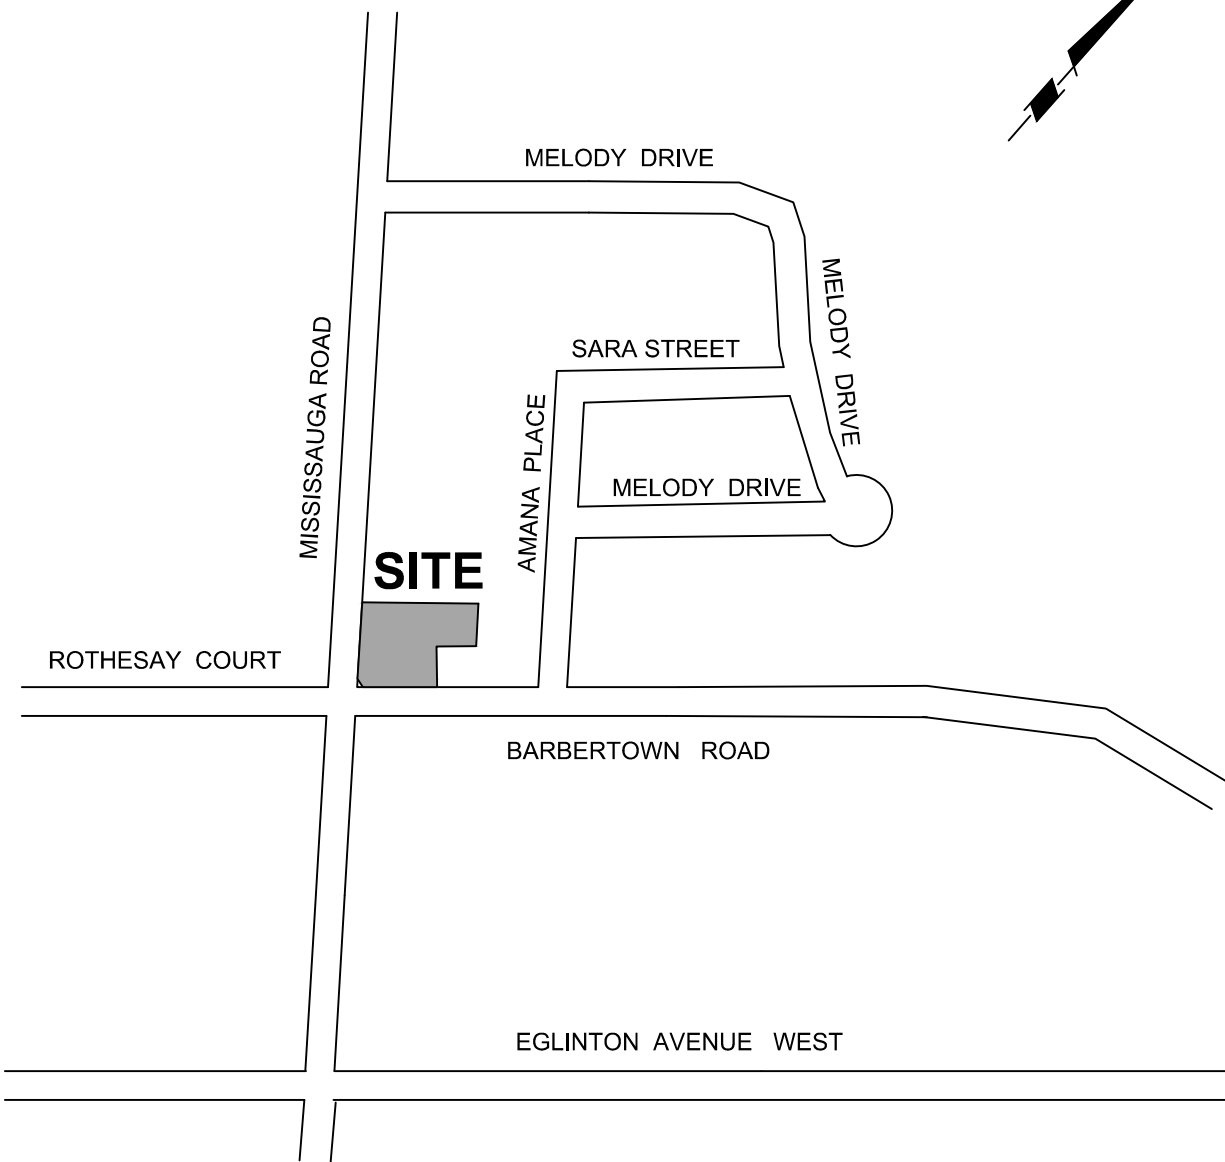 MELODY DRIVE
MELODY DRIVE
MISSISSAUGA ROAD
SARA STREET
AMANA PLACE
MELODY DRIVE
SITE
ROTHESAY COURT
BARBERTOWN ROAD
EGLINTON AVENUE WEST